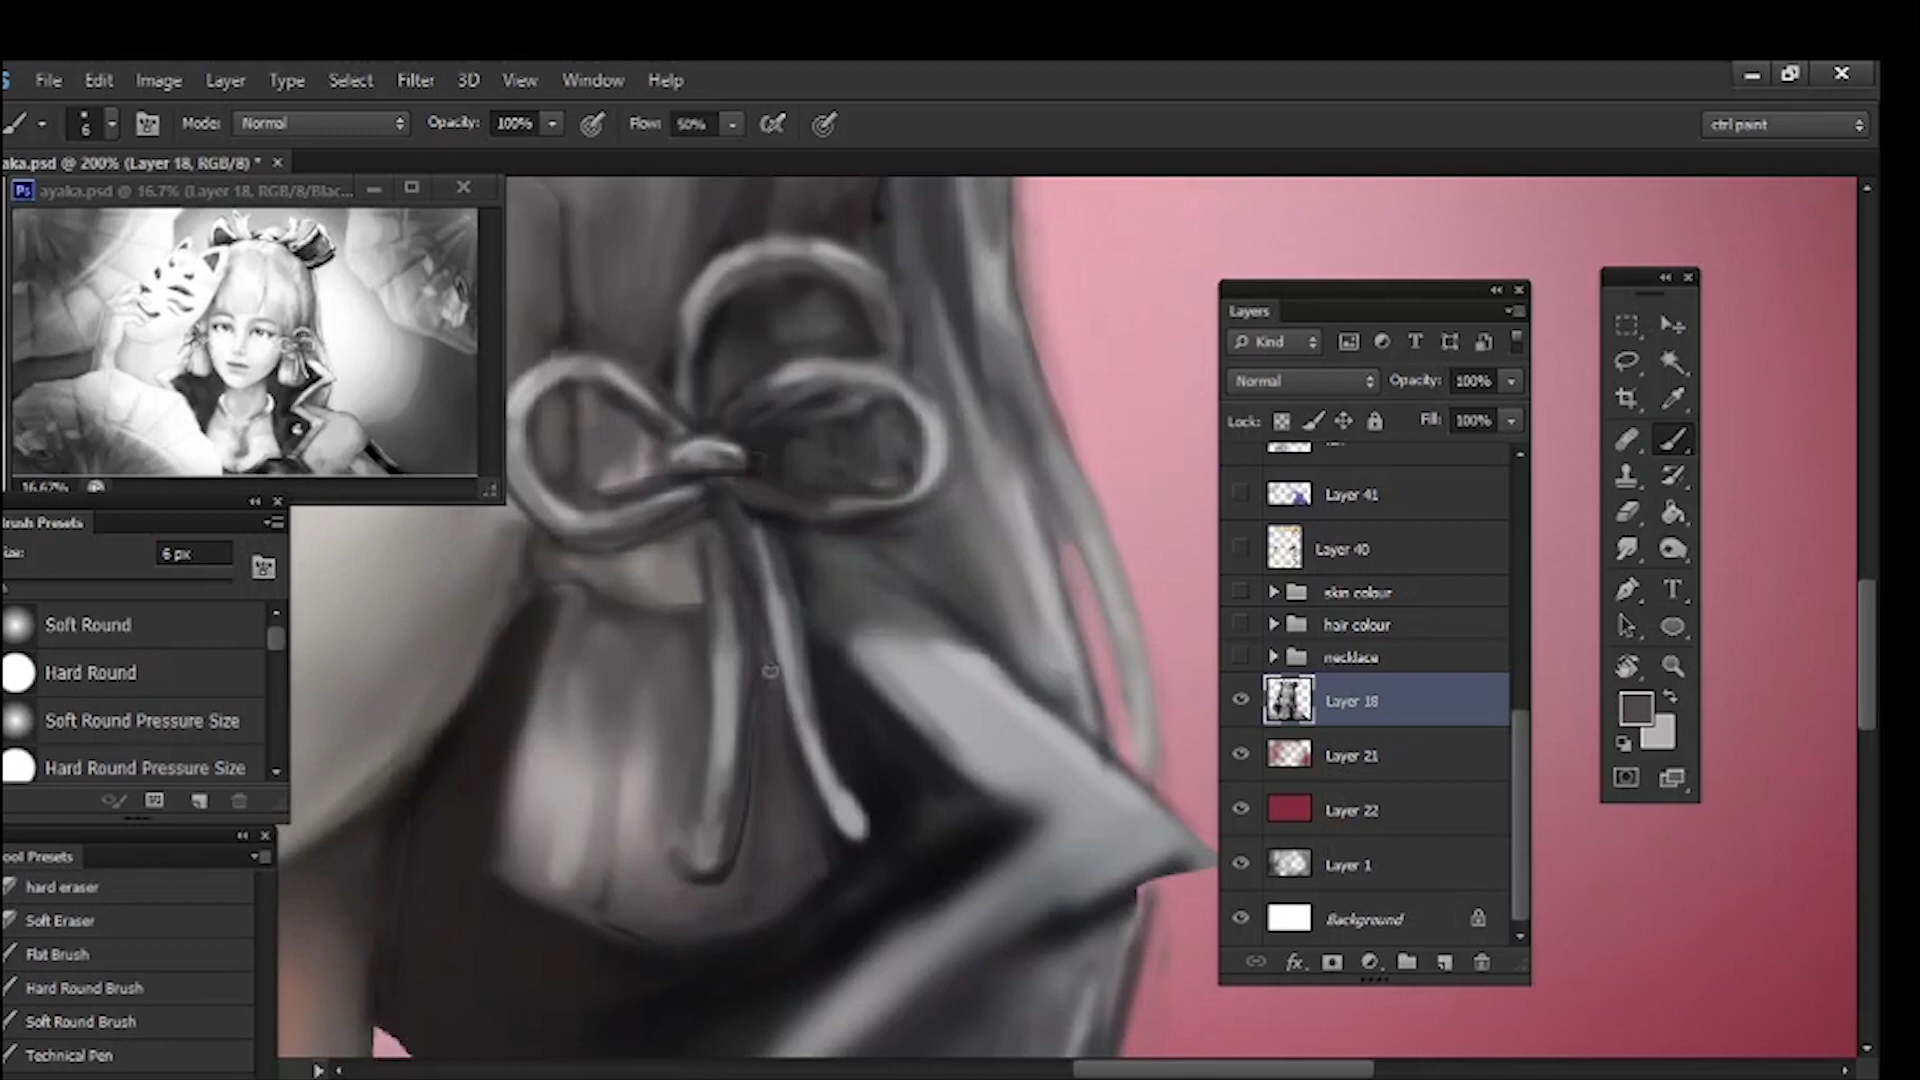 File Edit Image Layer Type Select Filter 3D View Window Help
6 Mode: Normal Opacity: 100% Flow: 50% ctrl paint
aka.psd @ 200% (Layer 18, RGB/8) *
Ps ayaka.psd @ 16.7% (Layer 18, RGB/8/Blac...
16.67%
rush Presets
ize: 6 px
Soft Round
Hard Round
Soft Round Pressure Size
Hard Round Pressure Size
ool Presets
hard eraser
Soft Eraser
Flat Brush
Hard Round Brush
Soft Round Brush
Technical Pen
Layers
Kind
Normal Opacity: 100%
Lock: Fill: 100%
Layer 41
Layer 40
skin colour
hair colour
necklace
Layer 18
Layer 21
Layer 22
Layer 1
Background
fx